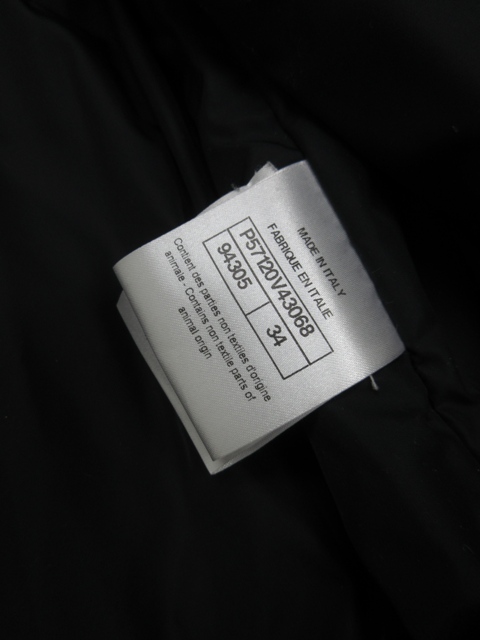 MADE IN ITALY
FABRIQUE EN ITALIE
P57120V43068
94305 34
Contient des parties non textiles d'origine
animale - Contains non textile parts of
animal origin